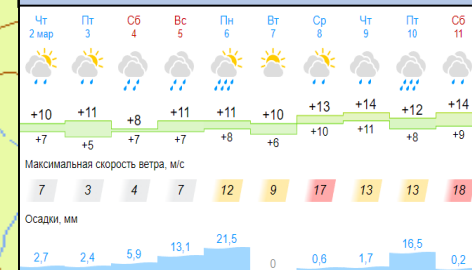 Чт Пт Сб Вс Пн Вт Ср Чт Пт Сб
2 мар 3 4 5 6 7 8 9 10 11
+10 +11 +8 +11 +11 +10 +13 +14 +12 +14
+7 +5 +7 +7 +8 +6 +10 +11 +8 +9
Максимальная скорость ветра, м/с
7 3 4 7 12 9 17 13 13 18
Осадки, мм
2,7 2,4 5,9 13,1 21,5 0 0,6 1,7 16,5 0,2